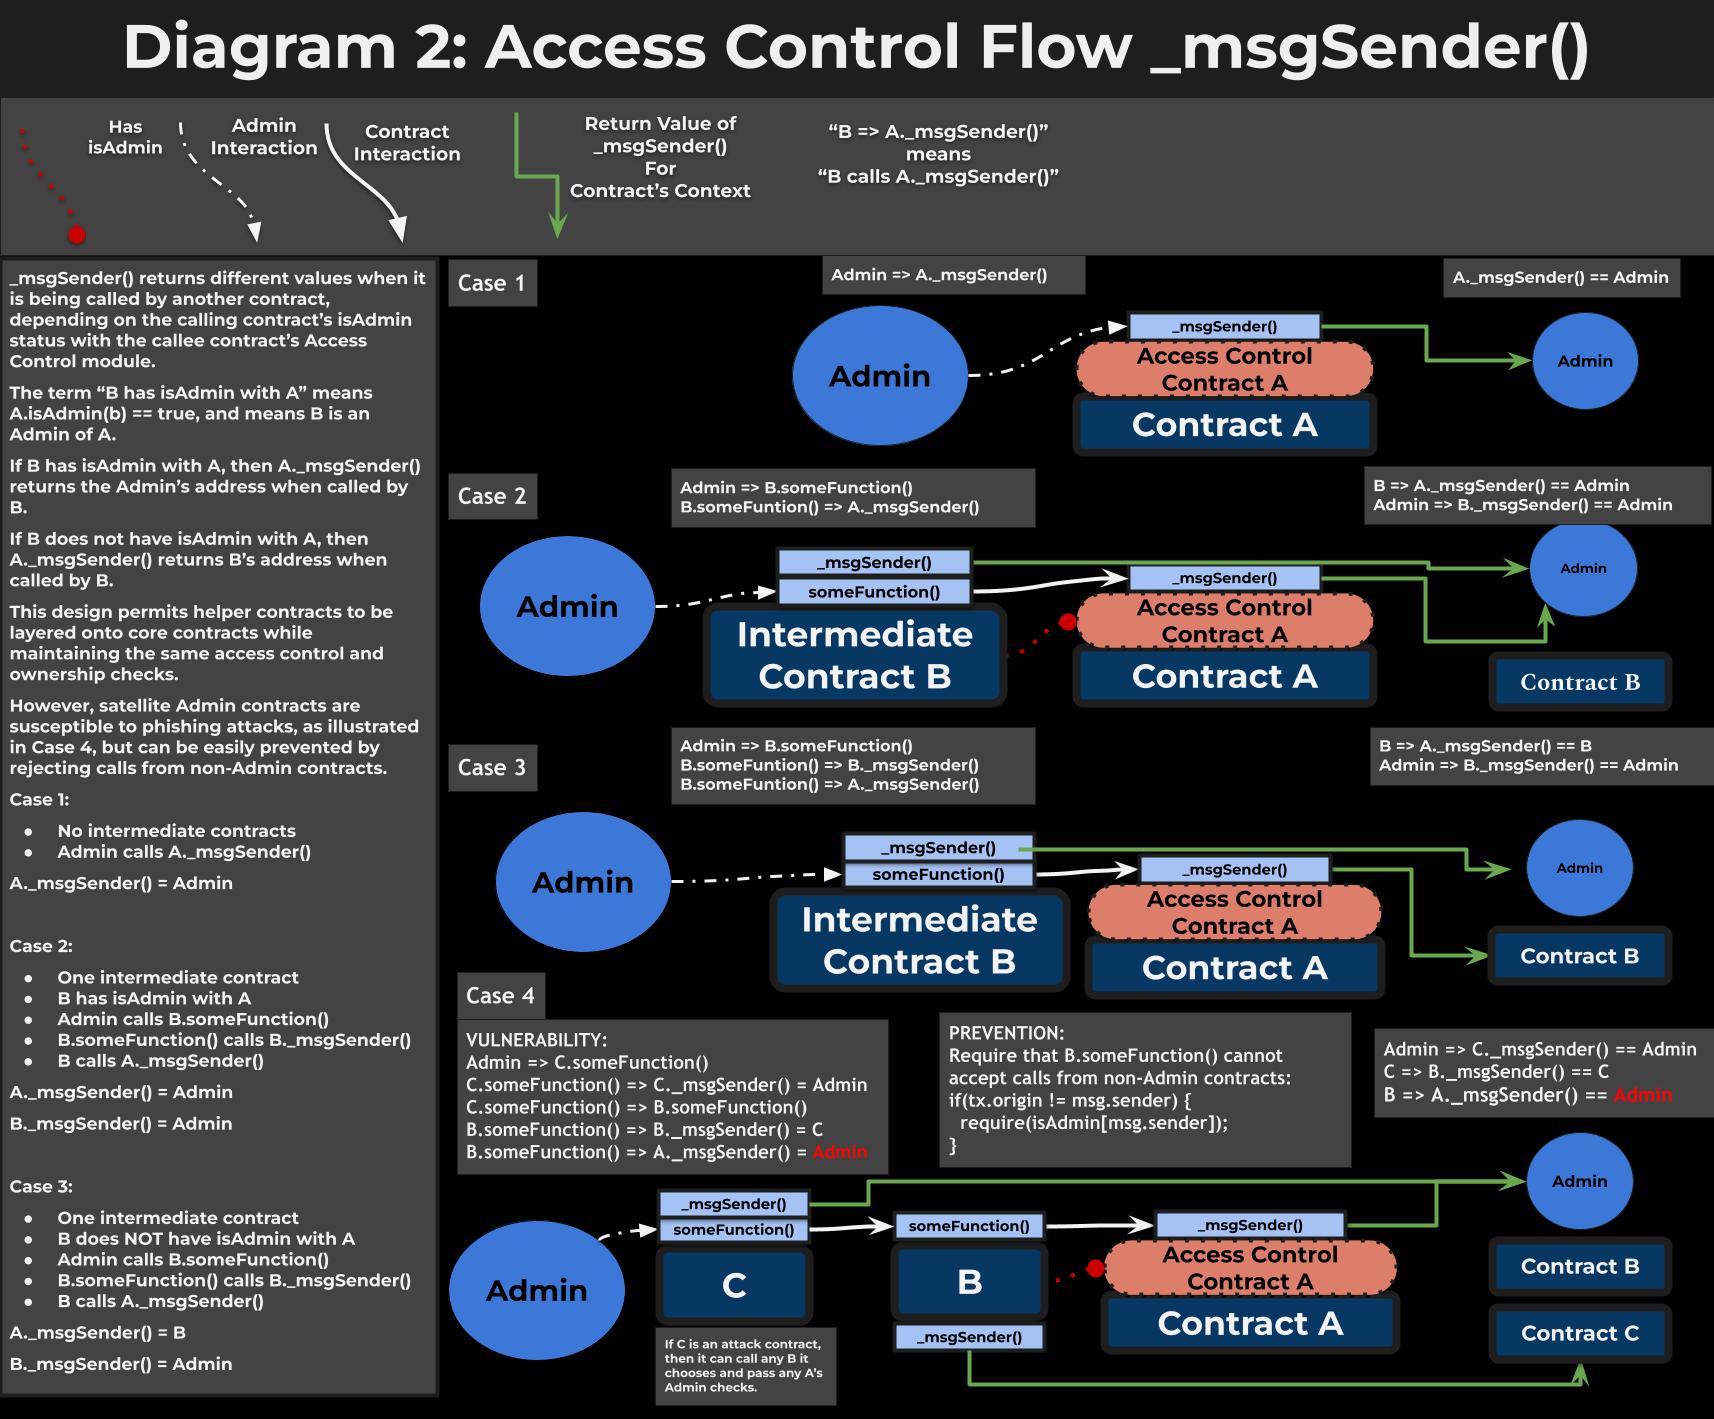 Diagram 2: Access Control Flow _msgSender()
Has
isAdmin
Admin
Interaction
Contract
Interaction
Return Value of
_msgSender()
For
Contract's Context
“B => A._msgSender()”
means
“B calls A._msgSender()”
_msgSender() returns different values when it
is being called by another contract,
depending on the calling contract's isAdmin
status with the callee contract's Access
Control module.
The term “B has isAdmin with A” means
A.isAdmin(b) == true, and means B is an
Admin of A.
If B has isAdmin with A, then A._msgSender()
returns the Admin's address when called by
B.
If B does not have isAdmin with A, then
A._msgSender() returns B's address when
called by B.
This design permits helper contracts to be
layered onto core contracts while
maintaining the same access control and
ownership checks.
However, satellite Admin contracts are
susceptible to phishing attacks, as illustrated
in Case 4, but can be easily prevented by
rejecting calls from non-Admin contracts.
Case 1:
● No intermediate contracts
● Admin calls A._msgSender()
A._msgSender() = Admin
Case 2:
● One intermediate contract
● B has isAdmin with A
● Admin calls B.someFunction()
● B.someFunction() calls B._msgSender()
● B calls A._msgSender()
A._msgSender() = Admin
B._msgSender() = Admin
Case 3:
● One intermediate contract
● B does NOT have isAdmin with A
● Admin calls B.someFunction()
● B.someFunction() calls B._msgSender()
● B calls A._msgSender()
A._msgSender() = B
B._msgSender() = Admin
Case 1
Admin => A._msgSender()
A._msgSender() == Admin
Admin
_msgSender()
Access Control
Contract A
Contract A
Admin
Case 2
Admin => B.someFunction()
B.someFuntion() => A._msgSender()
B => A._msgSender() == Admin
Admin => B._msgSender() == Admin
Admin
_msgSender()
someFunction()
Intermediate
Contract B
_msgSender()
Access Control
Contract A
Contract A
Admin
Contract B
Case 3
Admin => B.someFunction()
B.someFuntion() => B._msgSender()
B.someFuntion() => A._msgSender()
B => A._msgSender() == B
Admin => B._msgSender() == Admin
Admin
_msgSender()
someFunction()
Intermediate
Contract B
_msgSender()
Access Control
Contract A
Contract A
Admin
Contract B
Case 4
VULNERABILITY:
Admin => C.someFunction()
C.someFunction() => C._msgSender() = Admin
C.someFunction() => B.someFunction()
B.someFunction() => B._msgSender() = C
B.someFunction() => A._msgSender() = Admin
PREVENTION:
Require that B.someFunction() cannot
accept calls from non-Admin contracts:
if(tx.origin != msg.sender) {
require(isAdmin[msg.sender]);
}
Admin => C._msgSender() == Admin
C => B._msgSender() == C
B => A._msgSender() == Admin
Admin
_msgSender()
someFunction()
C
If C is an attack contract,
then it can call any B it
chooses and pass any A's
Admin checks.
someFunction()
B
_msgSender()
_msgSender()
Access Control
Contract A
Contract A
Admin
Contract B
Contract C